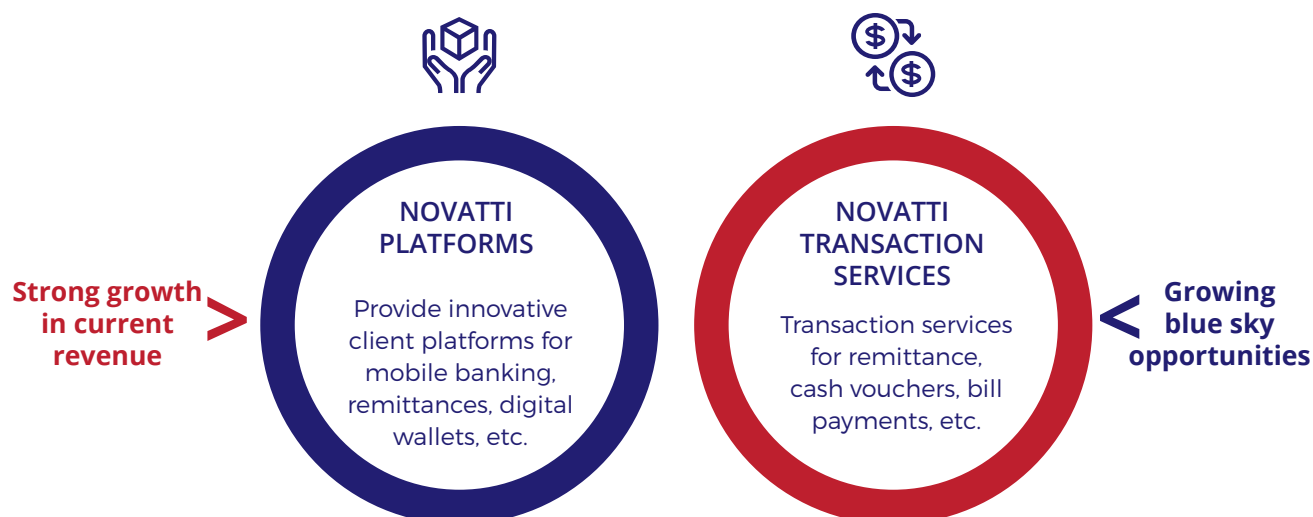 Strong growth
in current
revenue
>
NOVATTI
PLATFORMS
Provide innovative
client platforms for
mobile banking,
remittances, digital
wallets, etc.
$
$
NOVATTI
TRANSACTION
SERVICES
Transaction services
for remittance,
cash vouchers, bill
payments, etc.
<
Growing
blue sky
opportunities